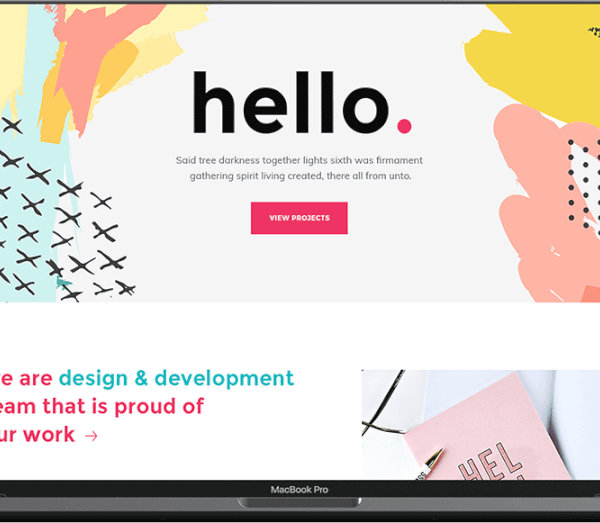 hello.
Said tree darkness together lights sixth was firmament
gathering spirit living created, there all from unto.
VIEW PROJECTS
re are design & development
eam that is proud of
ur work →
HEL
MacBook Pro